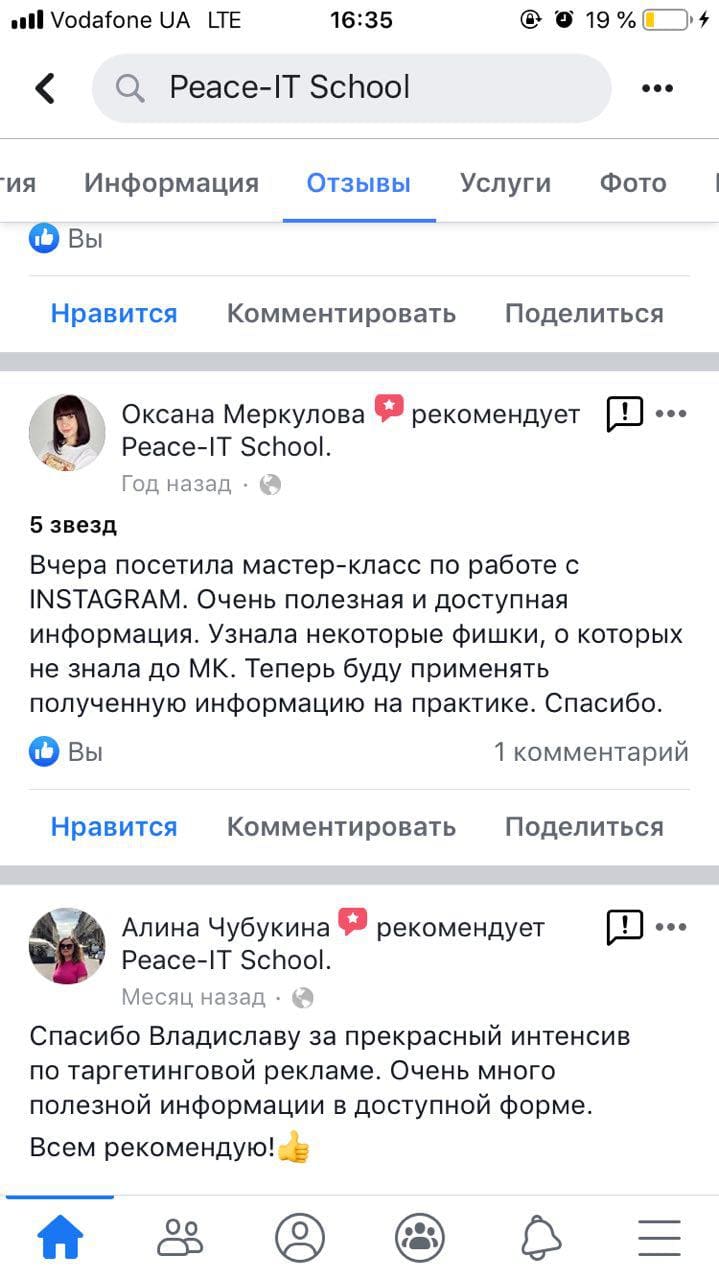 Vodafone UA LTE 16:35 19 %
Peace-IT School
тия Информация Отзывы Услуги Фото
Вы
Нравится Комментировать Поделиться
Оксана Меркулова рекомендует
Peace-IT School.
Год назад ·
5 звезд
Вчера посетила мастер-класс по работе с
INSTAGRAM. Очень полезная и доступная
информация. Узнала некоторые фишки, о которых
не знала до МК. Теперь буду применять
полученную информацию на практике. Спасибо.
Вы 1 комментарий
Нравится Комментировать Поделиться
Алина Чубукина рекомендует
Peace-IT School.
Месяц назад ·
Спасибо Владиславу за прекрасный интенсив
по таргетинговой рекламе. Очень много
полезной информации в доступной форме.
Всем рекомендую!👍